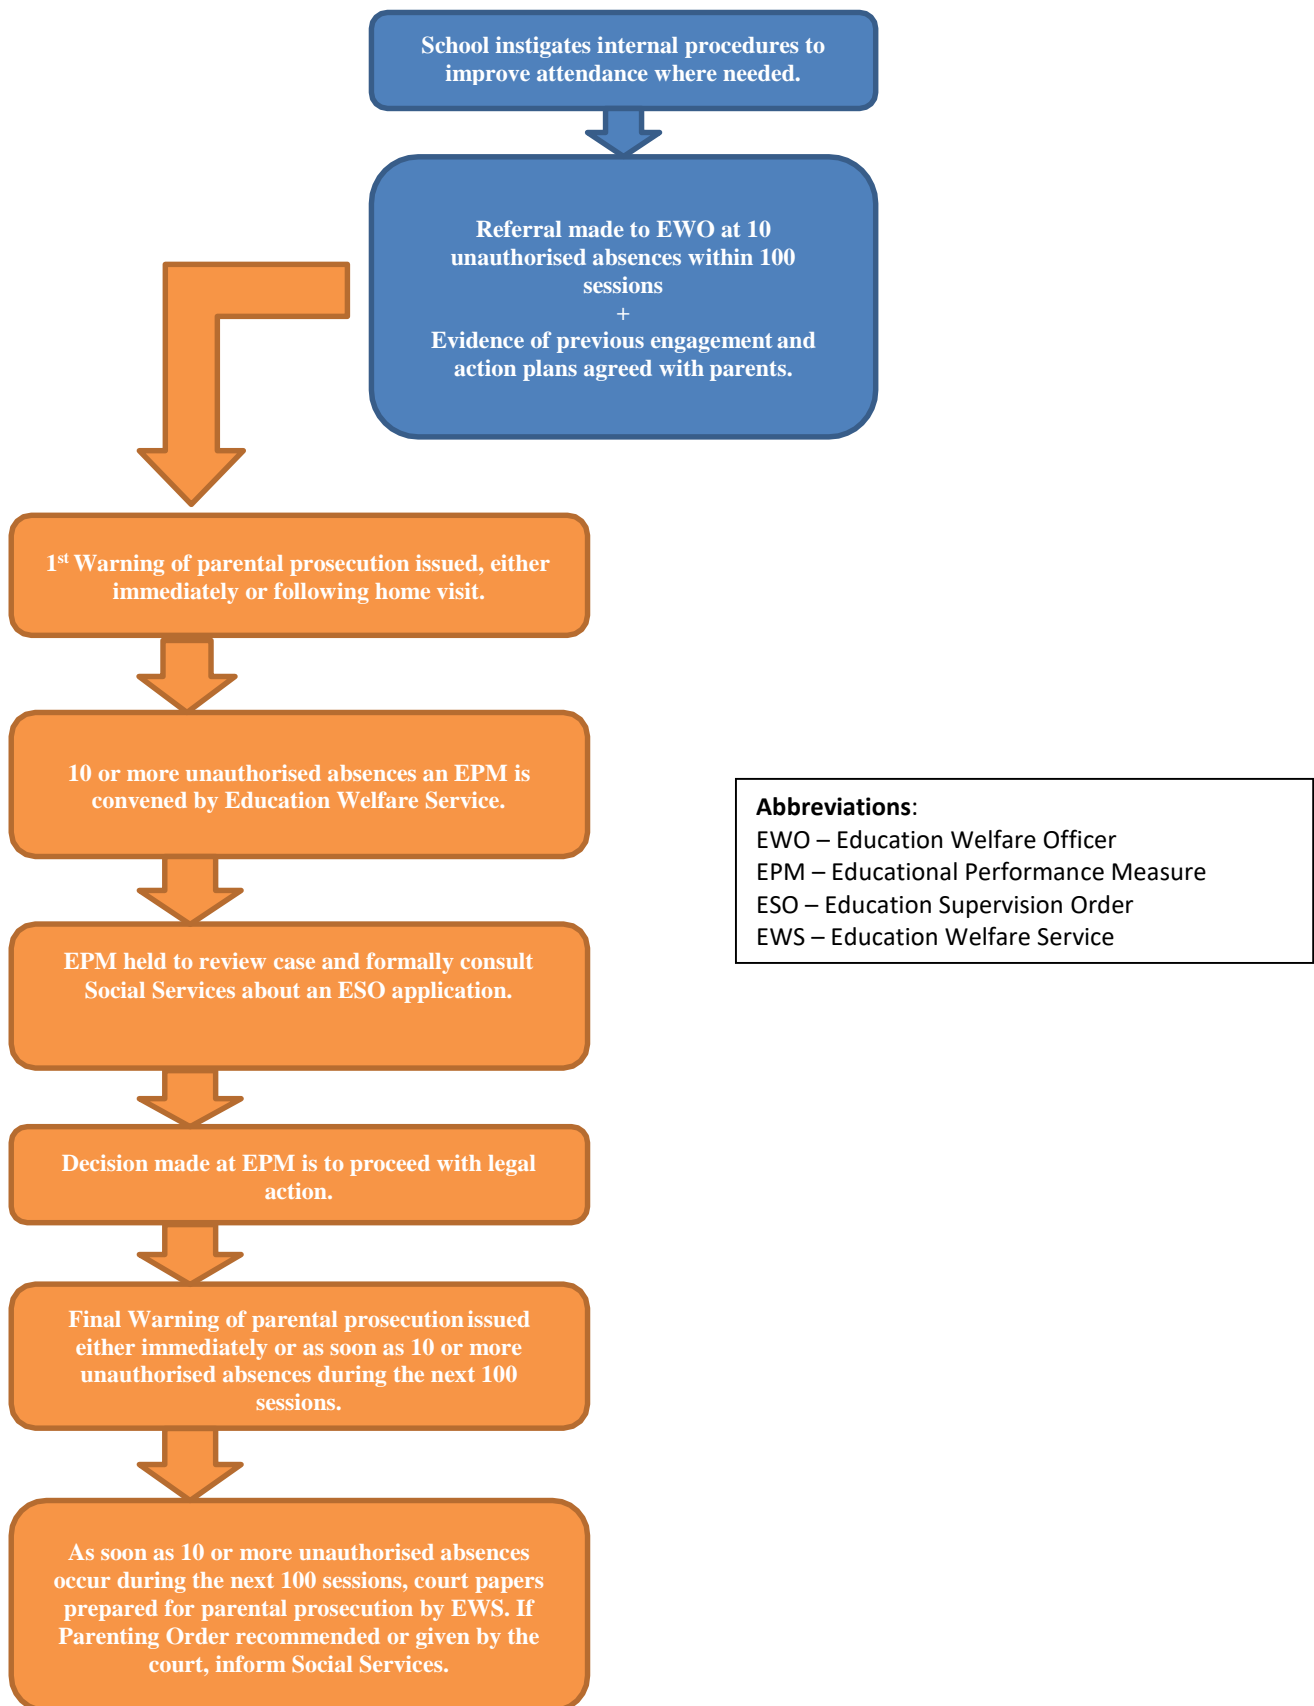 School instigates internal procedures to
improve attendance where needed.
Referral made to EWO at 10
unauthorised absences within 100
sessions
+
Evidence of previous engagement and
action plans agreed with parents.
1st Warning of parental prosecution issued, either
immediately or following home visit.
10 or more unauthorised absences an EPM is
convened by Education Welfare Service.
EPM held to review case and formally consult
Social Services about an ESO application.
Decision made at EPM is to proceed with legal
action.
Final Warning of parental prosecution issued
either immediately or as soon as 10 or more
unauthorised absences during the next 100
sessions.
As soon as 10 or more unauthorised absences
occur during the next 100 sessions, court papers
prepared for parental prosecution by EWS. If
Parenting Order recommended or given by the
court, inform Social Services.
Abbreviations:
EWO – Education Welfare Officer
EPM – Educational Performance Measure
ESO – Education Supervision Order
EWS – Education Welfare Service